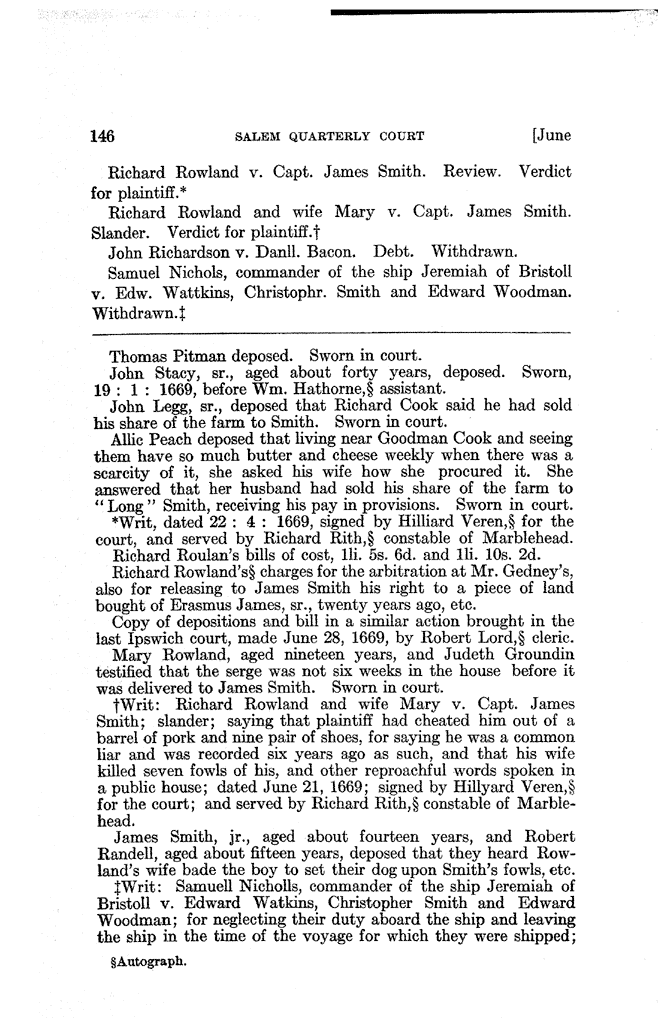 146 SALEM QUARTERLY COURT [June
Richard Rowland v. Capt. James Smith. Review. Verdict
for plaintiff.*
Richard Rowland and wife Mary v. Capt. James Smith.
Slander. Verdict for plaintiff.†
John Richardson v. Danll. Bacon. Debt. Withdrawn.
Samuel Nichols, commander of the ship Jeremiah of Bristoll
v. Edw. Wattkins, Christophr. Smith and Edward Woodman.
Withdrawn.‡
Thomas Pitman deposed. Sworn in court.
John Stacy, sr., aged about forty years, deposed. Sworn,
19 : 1 : 1669, before Wm. Hathorne,§ assistant.
John Legg, sr., deposed that Richard Cook said he had sold
his share of the farm to Smith. Sworn in court.
Allic Peach deposed that living near Goodman Cook and seeing
them have so much butter and cheese weekly when there was a
scarcity of it, she asked his wife how she procured it. She
answered that her husband had sold his share of the farm to
“Long” Smith, receiving his pay in provisions. Sworn in court.
*Writ, dated 22 : 4 : 1669, signed by Hilliard Veren,§ for the
court, and served by Richard Rith,§ constable of Marblehead.
Richard Roulan's bills of cost, 1li. 5s. 6d. and 1li. 10s. 2d.
Richard Rowland's§ charges for the arbitration at Mr. Gedney's,
also for releasing to James Smith his right to a piece of land
bought of Erasmus James, sr., twenty years ago, etc.
Copy of depositions and bill in a similar action brought in the
last Ipswich court, made June 28, 1669, by Robert Lord,§ cleric.
Mary Rowland, aged nineteen years, and Judeth Groundin
testified that the serge was not six weeks in the house before it
was delivered to James Smith. Sworn in court.
†Writ: Richard Rowland and wife Mary v. Capt. James
Smith; slander; saying that plaintiff had cheated him out of a
barrel of pork and nine pair of shoes, for saying he was a common
liar and was recorded six years ago as such, and that his wife
killed seven fowls of his, and other reproachful words spoken in
a public house; dated June 21, 1669; signed by Hillyard Veren,§
for the court; and served by Richard Rith,§ constable of Marble-
head.
James Smith, jr., aged about fourteen years, and Robert
Randell, aged about fifteen years, deposed that they heard Row-
land's wife bade the boy to set their dog upon Smith's fowls, etc.
‡Writ: Samuell Nicholls, commander of the ship Jeremiah of
Bristoll v. Edward Watkins, Christopher Smith and Edward
Woodman; for neglecting their duty aboard the ship and leaving
the ship in the time of the voyage for which they were shipped;
§Autograph.